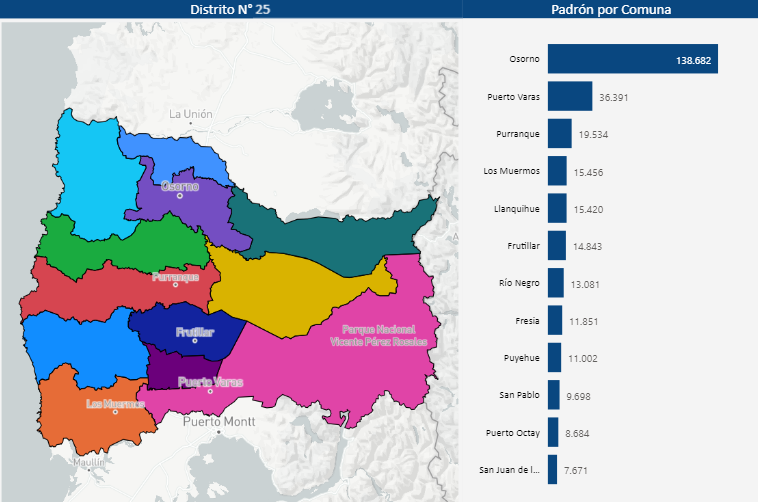 Distrito N° 25
Padrón por Comuna
La Unión
Osorno
Purranque
Parque Nacional
Vicente Pérez Rosales
Frutillar
Puerto Varas
Los Muermos
Puerto Montt
Maullín
Osorno 138.682
Puerto Varas 36.391
Purranque 19.534
Los Muermos 15.456
Llanquihue 15.420
Frutillar 14.843
Río Negro 13.081
Fresia 11.851
Puyehue 11.002
San Pablo 9.698
Puerto Octay 8.684
San Juan de l... 7.671